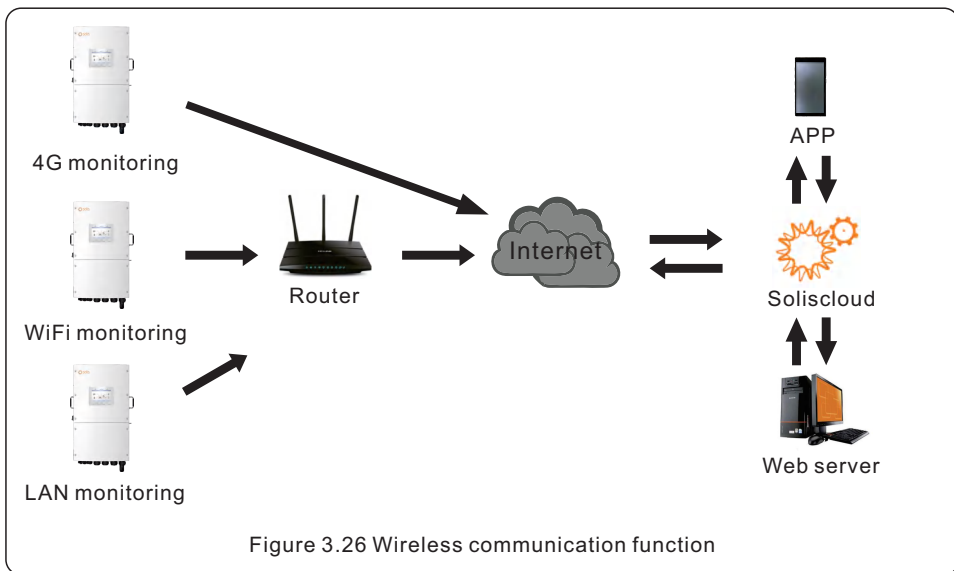 4G monitoring
APP
Internet
Router
WiFi monitoring
Soliscloud
LAN monitoring
Web server
Figure 3.26 Wireless communication function